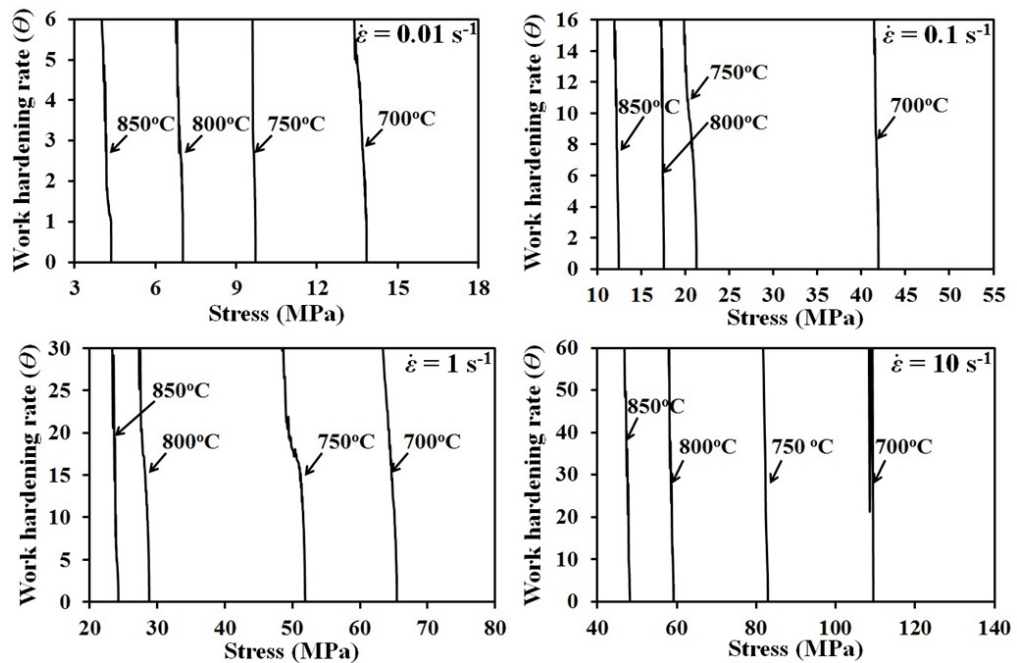 Work hardening rate (θ)
6
5
4
3
2
1
0
ε̇ = 0.01 s⁻¹
850°C
800°C
750°C
700°C
3 6 9 12 15 18
Stress (MPa)
Work hardening rate (θ)
16
14
12
10
8
6
4
2
0
ε̇ = 0.1 s⁻¹
750°C
850°C
800°C
700°C
10 15 20 25 30 35 40 45 50 55
Stress (MPa)
Work hardening rate (θ)
30
25
20
15
10
5
0
ε̇ = 1 s⁻¹
850°C
800°C
750°C
700°C
20 30 40 50 60 70 80
Stress (MPa)
Work hardening rate (θ)
60
50
40
30
20
10
0
ε̇ = 10 s⁻¹
850°C
800°C
750 °C
700°C
40 60 80 100 120 140
Stress (MPa)